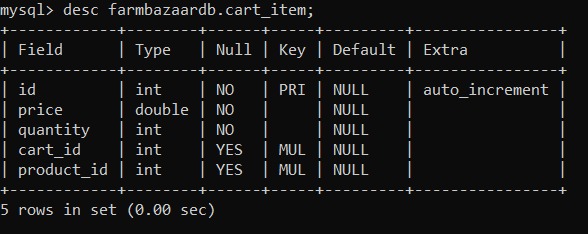 mysql> desc farmbazaardb.cart_item;
+------------+--------+------+-----+---------+----------------+
| Field      | Type   | Null | Key | Default | Extra          |
+------------+--------+------+-----+---------+----------------+
| id         | int    | NO   | PRI | NULL    | auto_increment |
| price      | double | NO   |     | NULL    |                |
| quantity   | int    | NO   |     | NULL    |                |
| cart_id    | int    | YES  | MUL | NULL    |                |
| product_id | int    | YES  | MUL | NULL    |                |
+------------+--------+------+-----+---------+----------------+
5 rows in set (0.00 sec)